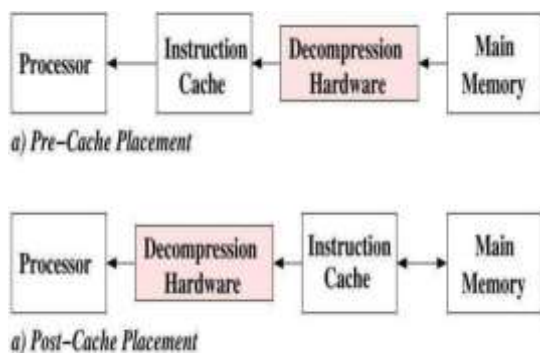 Processor
Instruction
Cache
Decompression
Hardware
Main
Memory
a) Pre-Cache Placement
Processor
Decompression
Hardware
Instruction
Cache
Main
Memory
a) Post-Cache Placement